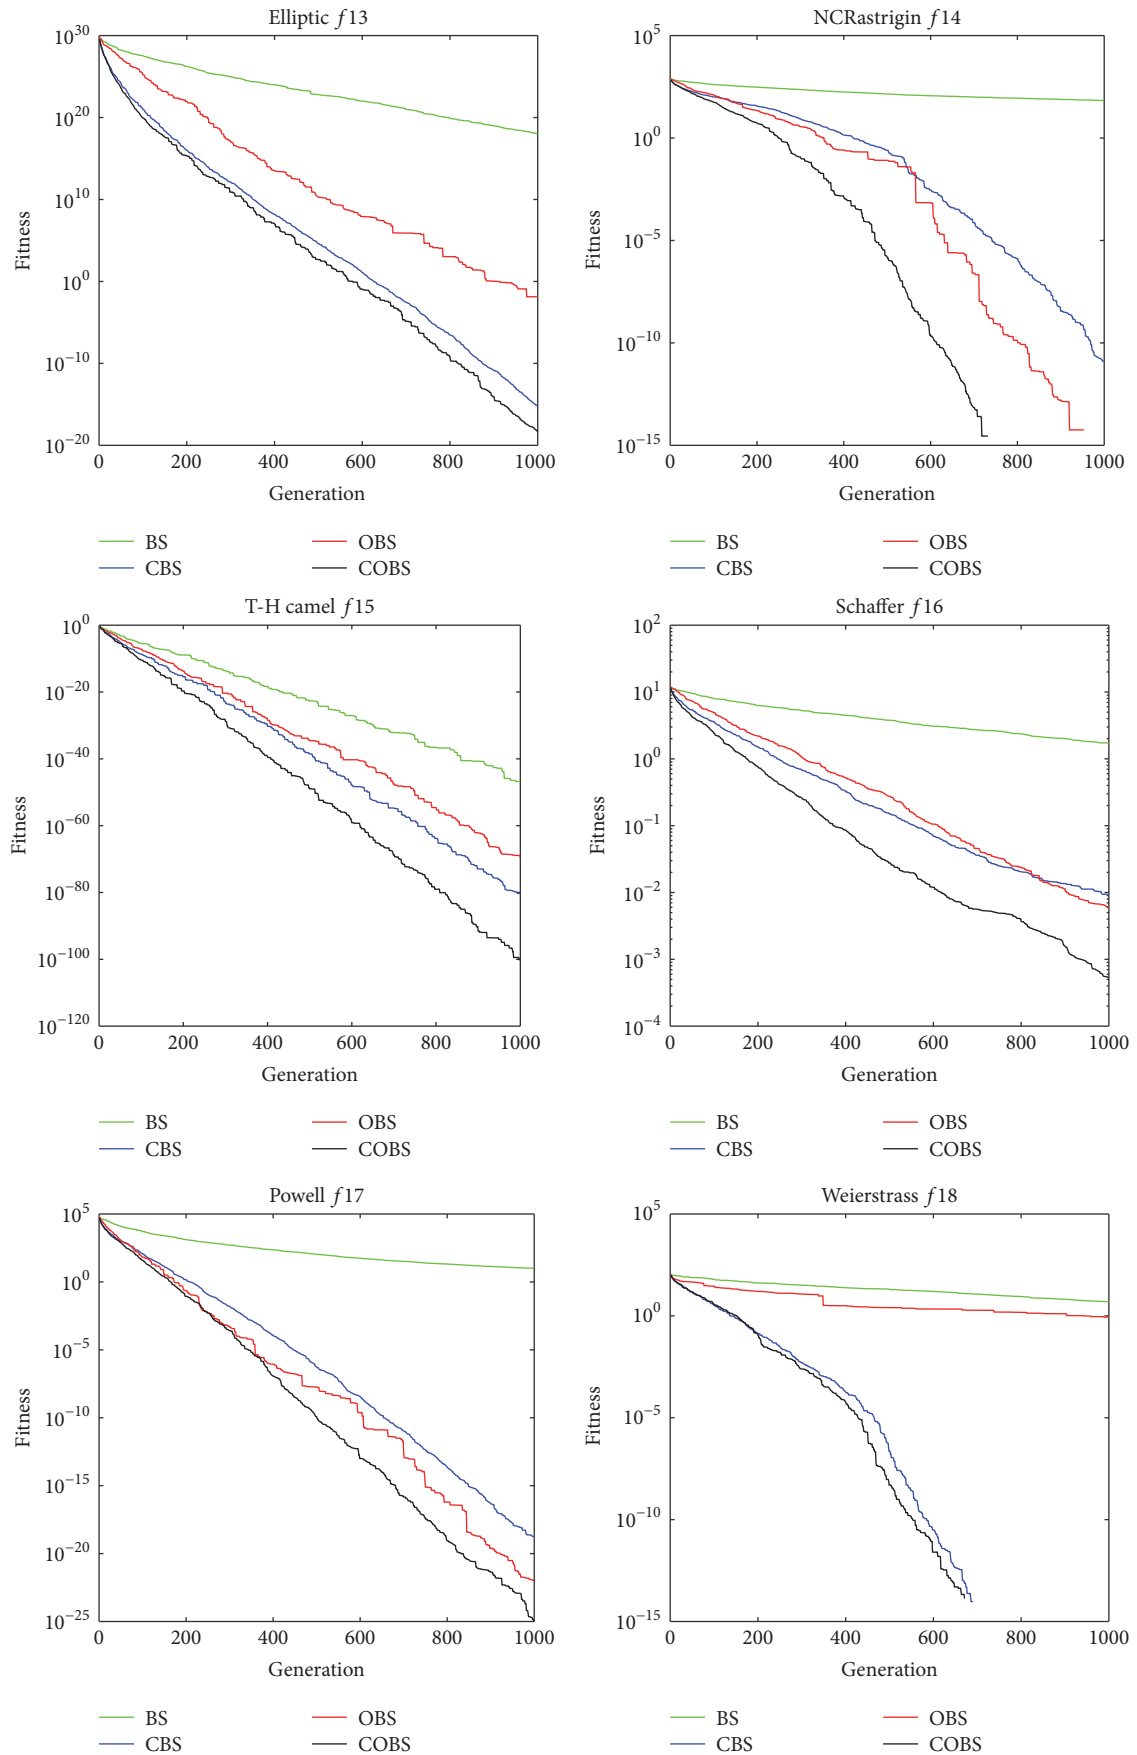 Elliptic f13
10^30
10^20
10^10
10^0
10^−10
10^−20
Fitness
0 200 400 600 800 1000
Generation
BS OBS
CBS COBS
NCRastrigin f14
10^5
10^0
10^−5
10^−10
10^−15
Fitness
0 200 400 600 800 1000
Generation
BS OBS
CBS COBS
T-H camel f15
10^0
10^−20
10^−40
10^−60
10^−80
10^−100
10^−120
Fitness
0 200 400 600 800 1000
Generation
BS OBS
CBS COBS
Schaffer f16
10^2
10^1
10^0
10^−1
10^−2
10^−3
10^−4
Fitness
0 200 400 600 800 1000
Generation
BS OBS
CBS COBS
Powell f17
10^5
10^0
10^−5
10^−10
10^−15
10^−20
10^−25
Fitness
0 200 400 600 800 1000
Generation
BS OBS
CBS COBS
Weierstrass f18
10^5
10^0
10^−5
10^−10
10^−15
Fitness
0 200 400 600 800 1000
Generation
BS OBS
CBS COBS